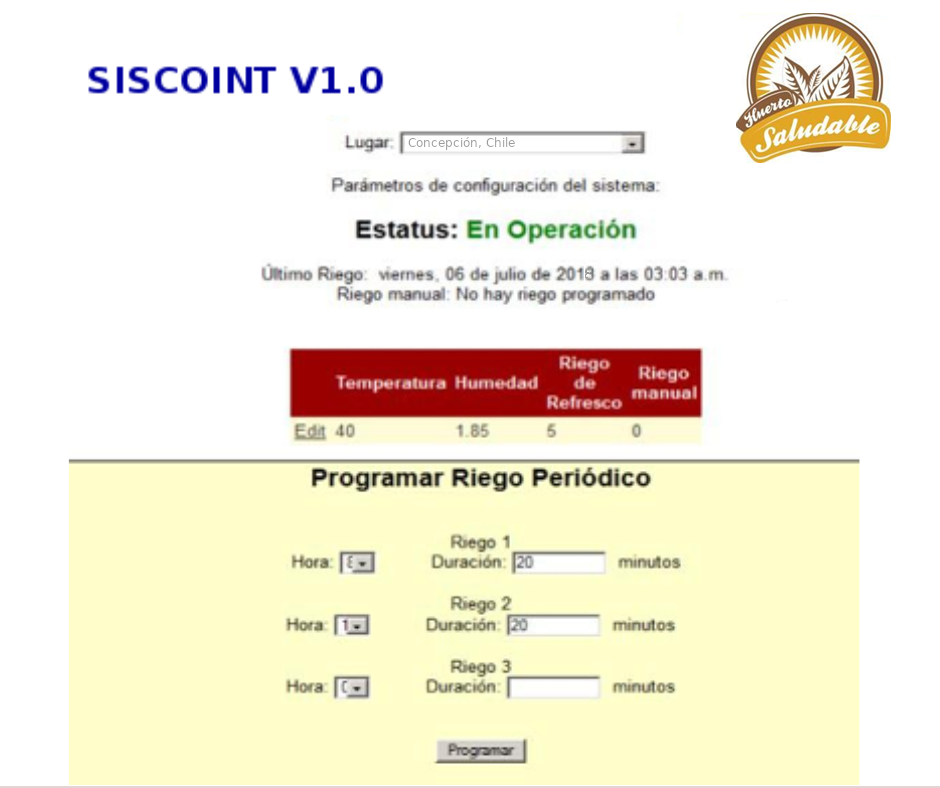 SISCOINT V1.0
Huerto
Saludable
Lugar: Concepción, Chile
Parámetros de configuración del sistema:
Estatus: En Operación
Último Riego: viernes, 06 de julio de 2018 a las 03:03 a.m.
Riego manual: No hay riego programado
Temperatura Humedad Riego de Refresco Riego manual
Edit 40 1.85 5 0
Programar Riego Periódico
Riego 1
Hora: Duración: 20 minutos
Riego 2
Hora: 1 Duración: 20 minutos
Riego 3
Hora: Duración: minutos
Programar